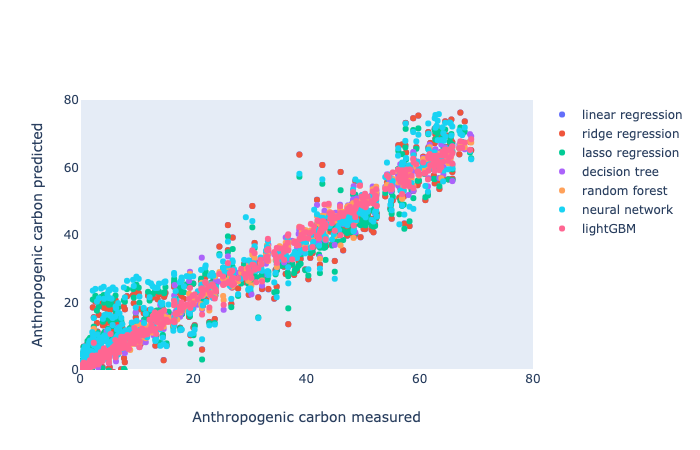 80
60
40
20
0
0 20 40 60 80
Anthropogenic carbon predicted
Anthropogenic carbon measured
linear regression
ridge regression
lasso regression
decision tree
random forest
neural network
lightGBM